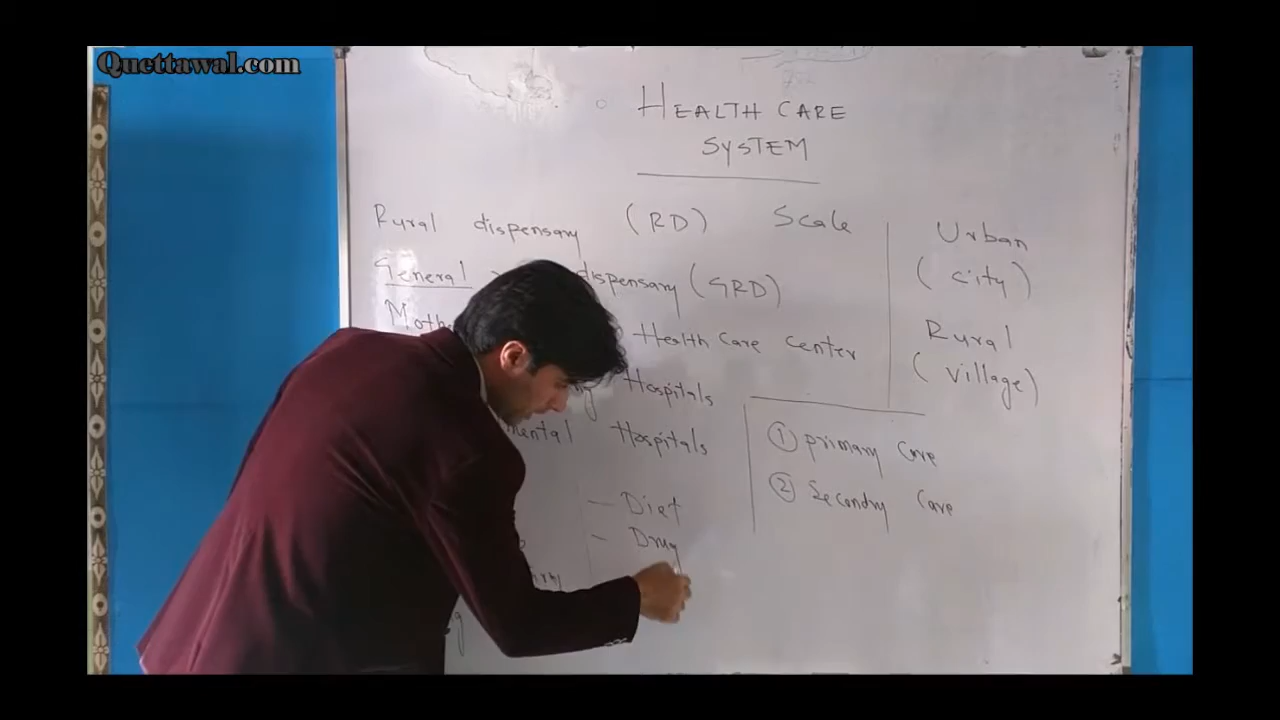 Quettawal.com
HEALTH CARE
SYSTEM
Rural dispensary (RD) Scale
General dispensary (GRD)
Health Care center
Hospitals
Hospitals
- Diet
- Drug
Urban
(city)
Rural
(village)
① primary Care
② Secondry Care